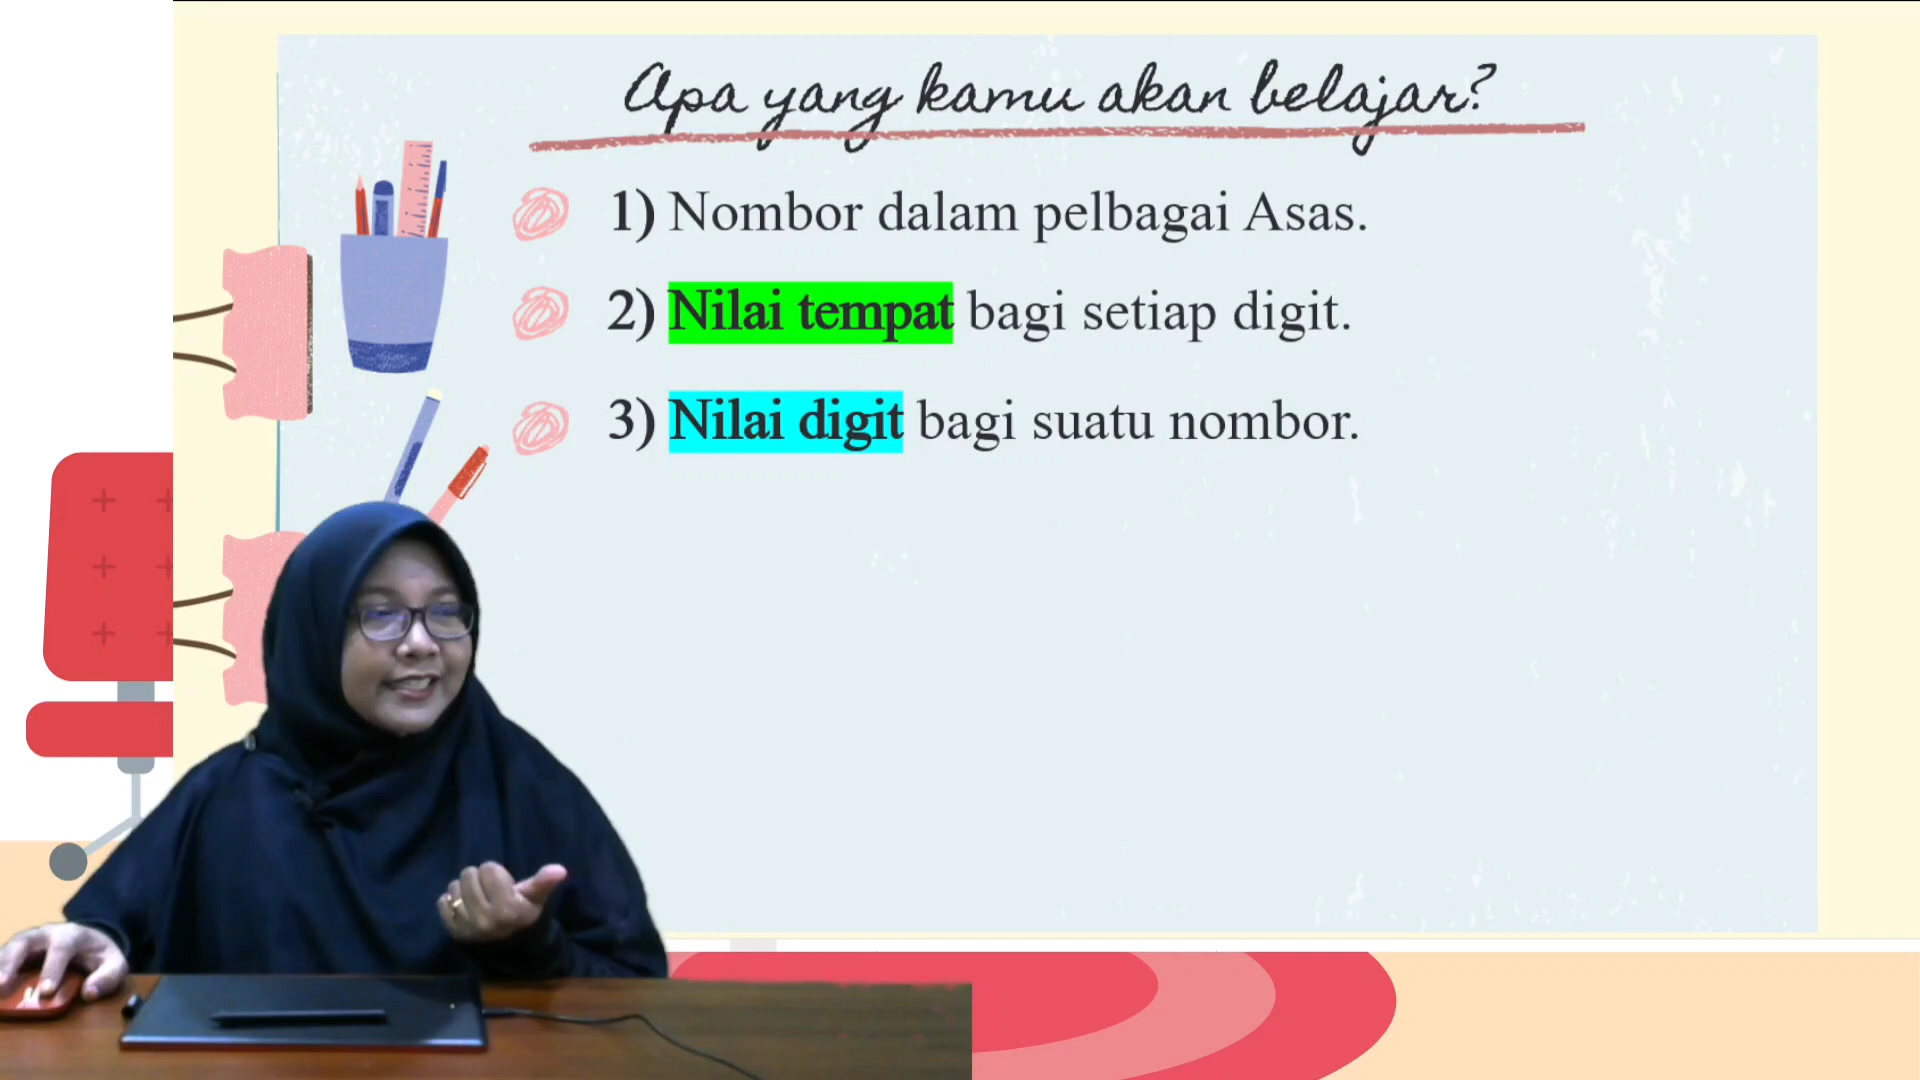 Apa yang kamu akan belajar?
1) Nombor dalam pelbagai Asas.
2) Nilai tempat bagi setiap digit.
3) Nilai digit bagi suatu nombor.